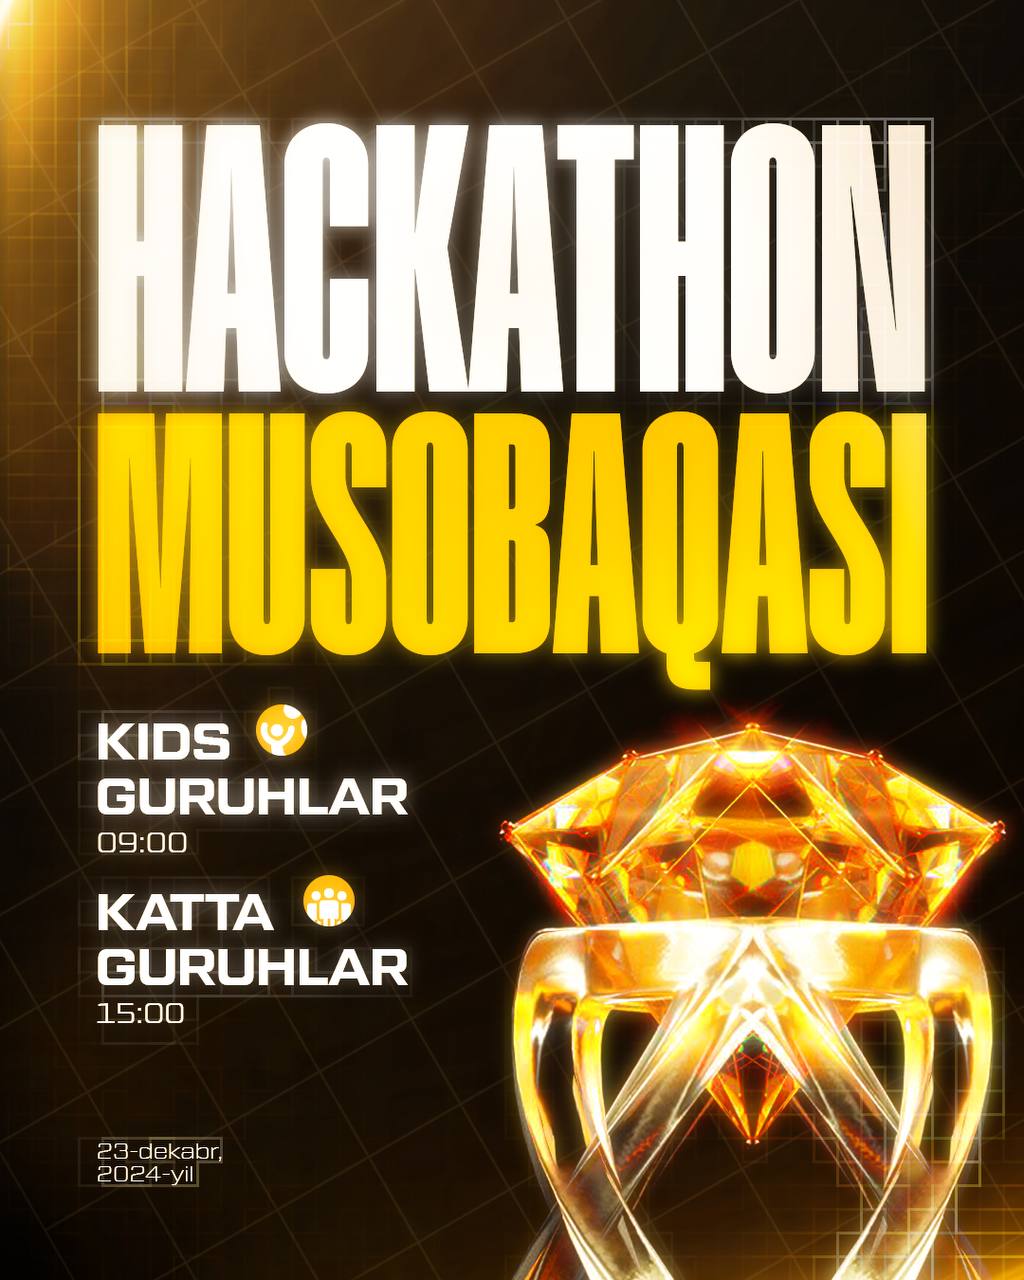 HACKATHON
MUSOBAQASI
KIDS
GURUHLAR
09:00
KATTA
GURUHLAR
15:00
23-dekabr,
2024-yil